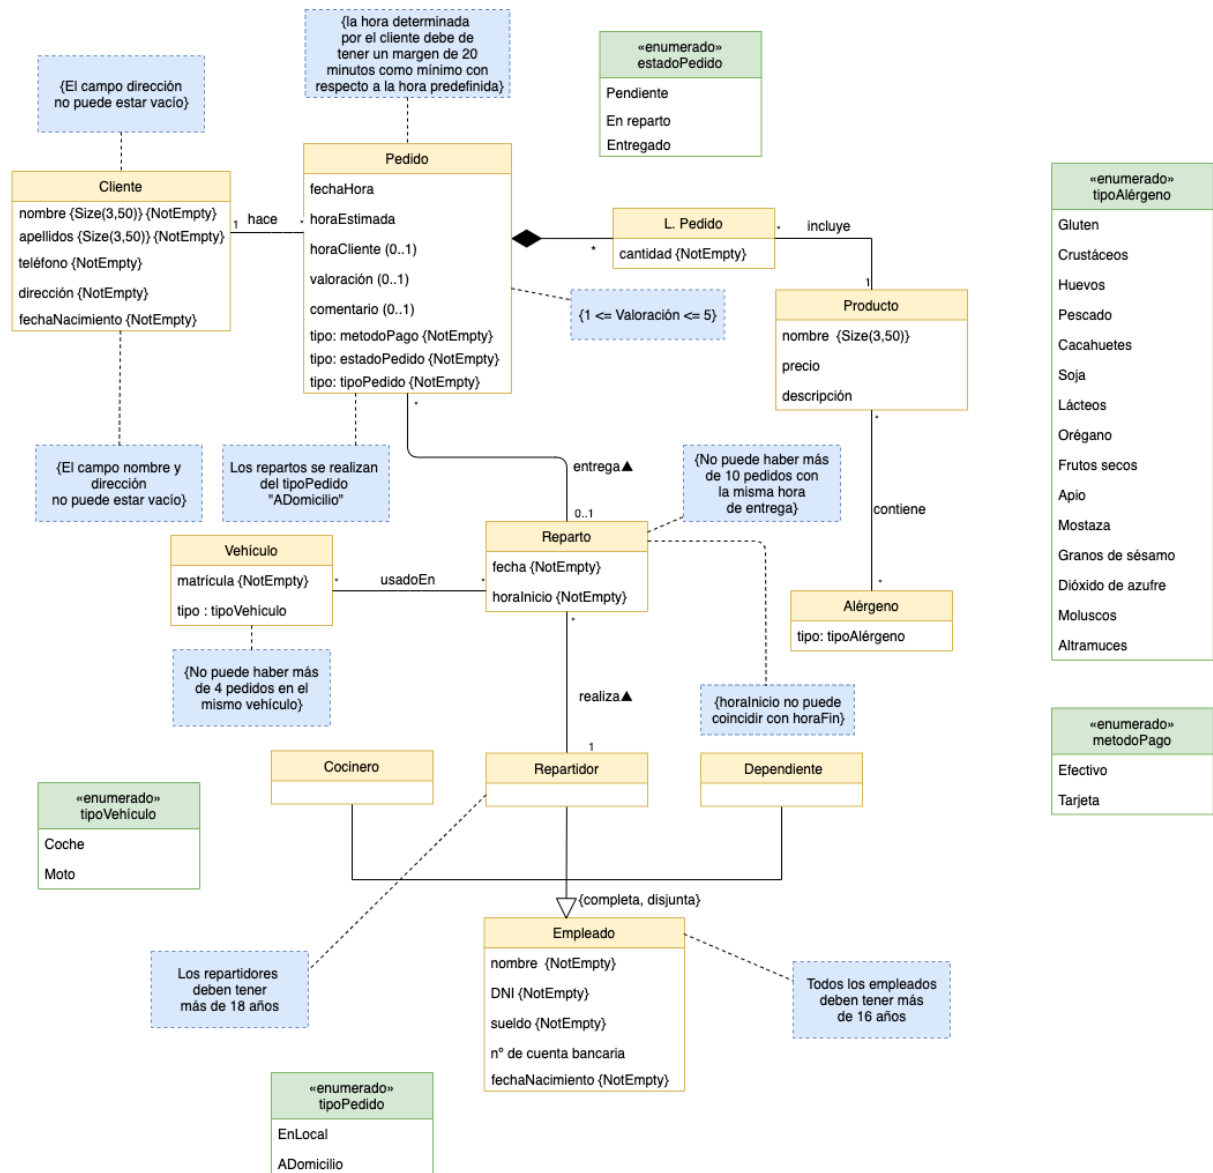 {la hora determinada
por el cliente debe de
tener un margen de 20
minutos como mínimo con
respecto a la hora predefinida}
«enumerado»
estadoPedido
Pendiente
En reparto
Entregado
{El campo dirección
no puede estar vacío}
Cliente
nombre {Size(3,50)} {NotEmpty}
apellidos {Size(3,50)} {NotEmpty}
teléfono {NotEmpty}
dirección {NotEmpty}
fechaNacimiento {NotEmpty}
1
hace
*
Pedido
fechaHora
horaEstimada
horaCliente (0..1)
valoración (0..1)
comentario (0..1)
tipo: metodoPago {NotEmpty}
tipo: estadoPedido {NotEmpty}
tipo: tipoPedido {NotEmpty}
*
L. Pedido
cantidad {NotEmpty}
*
incluye
1
{1 <= Valoración <= 5}
Producto
nombre {Size(3,50)}
precio
descripción
*
contiene
*
Alérgeno
tipo: tipoAlérgeno
«enumerado»
tipoAlérgeno
Gluten
Crustáceos
Huevos
Pescado
Cacahuetes
Soja
Lácteos
Orégano
Frutos secos
Apio
Mostaza
Granos de sésamo
Dióxido de azufre
Moluscos
Altramuces
{El campo nombre y
dirección
no puede estar vacío}
Los repartos se realizan
del tipoPedido
"ADomicilio"
*
entrega▲
0..1
{No puede haber más
de 10 pedidos con
la misma hora
de entrega}
Vehículo
matrícula {NotEmpty}
tipo : tipoVehículo
*
usadoEn
*
Reparto
fecha {NotEmpty}
horaInicio {NotEmpty}
*
{No puede haber más
de 4 pedidos en el
mismo vehículo}
realiza▲
1
{horaInicio no puede
coincidir con horaFin}
«enumerado»
metodoPago
Efectivo
Tarjeta
Cocinero
Repartidor
Dependiente
«enumerado»
tipoVehículo
Coche
Moto
{completa, disjunta}
Empleado
nombre {NotEmpty}
DNI {NotEmpty}
sueldo {NotEmpty}
nº de cuenta bancaria
fechaNacimiento {NotEmpty}
Los repartidores
deben tener
más de 18 años
Todos los empleados
deben tener más
de 16 años
«enumerado»
tipoPedido
EnLocal
ADomicilio